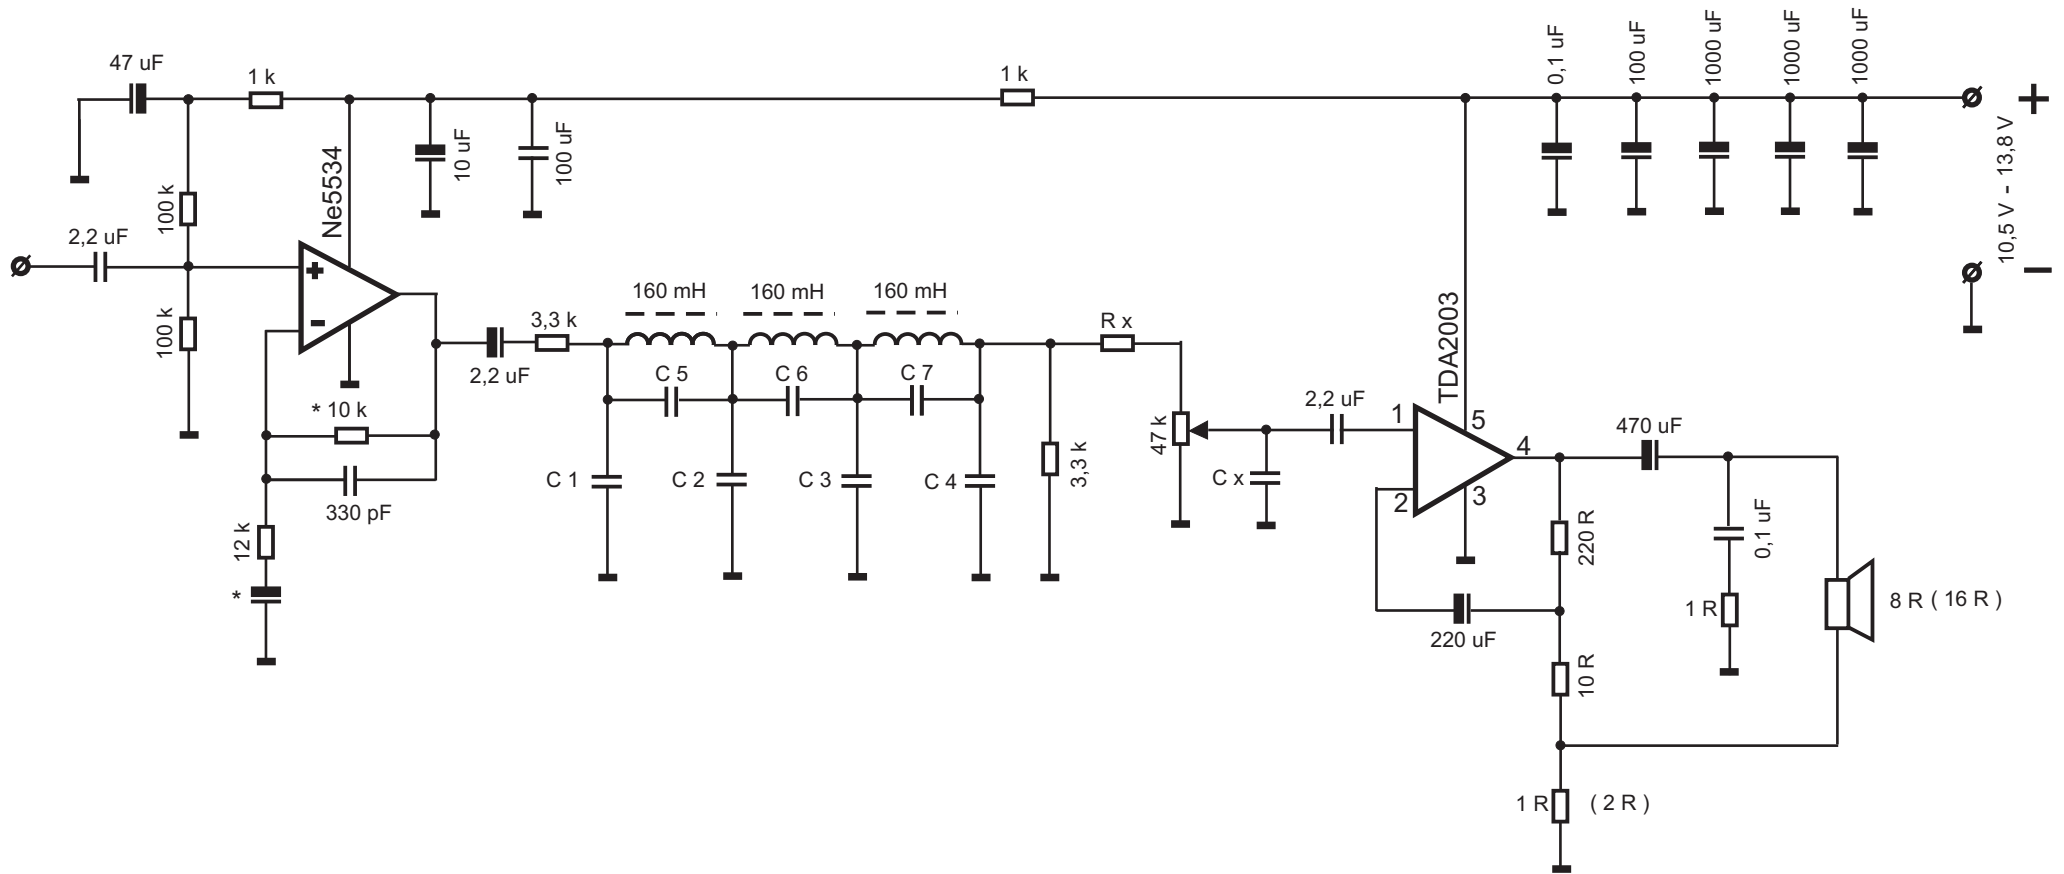 47 uF
1 k
1 k
0,1 uF
100 uF
1000 uF
1000 uF
1000 uF
+
10,5 V - 13,8 V
−
100 k
Ne5534
10 uF
100 uF
2,2 uF
+
-
100 k
160 mH
160 mH
160 mH
3,3 k
2,2 uF
R x
TDA2003
C 5
C 6
C 7
* 10 k
330 pF
12 k
*
C 1
C 2
C 3
C 4
3,3 k
47 k
C x
2,2 uF
1
5
4
2
3
470 uF
220 R
0,1 uF
220 uF
1 R
8 R ( 16 R )
10 R
1 R
( 2 R )